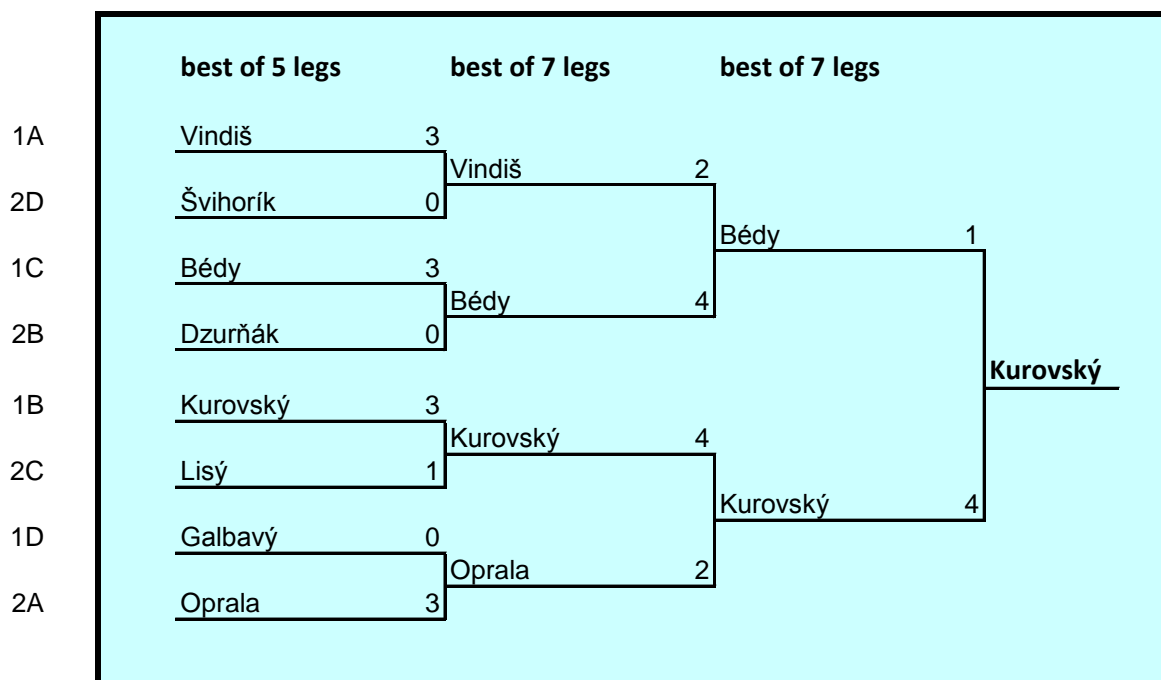 best of 5 legs best of 7 legs best of 7 legs
1A Vindiš 3
Vindiš 2
2D Švihorík 0
Bédy 1
1C Bédy 3
Bédy 4
2B Dzurňák 0
Kurovský
1B Kurovský 3
Kurovský 4
2C Lisý 1
Kurovský 4
1D Galbavý 0
Oprala 2
2A Oprala 3